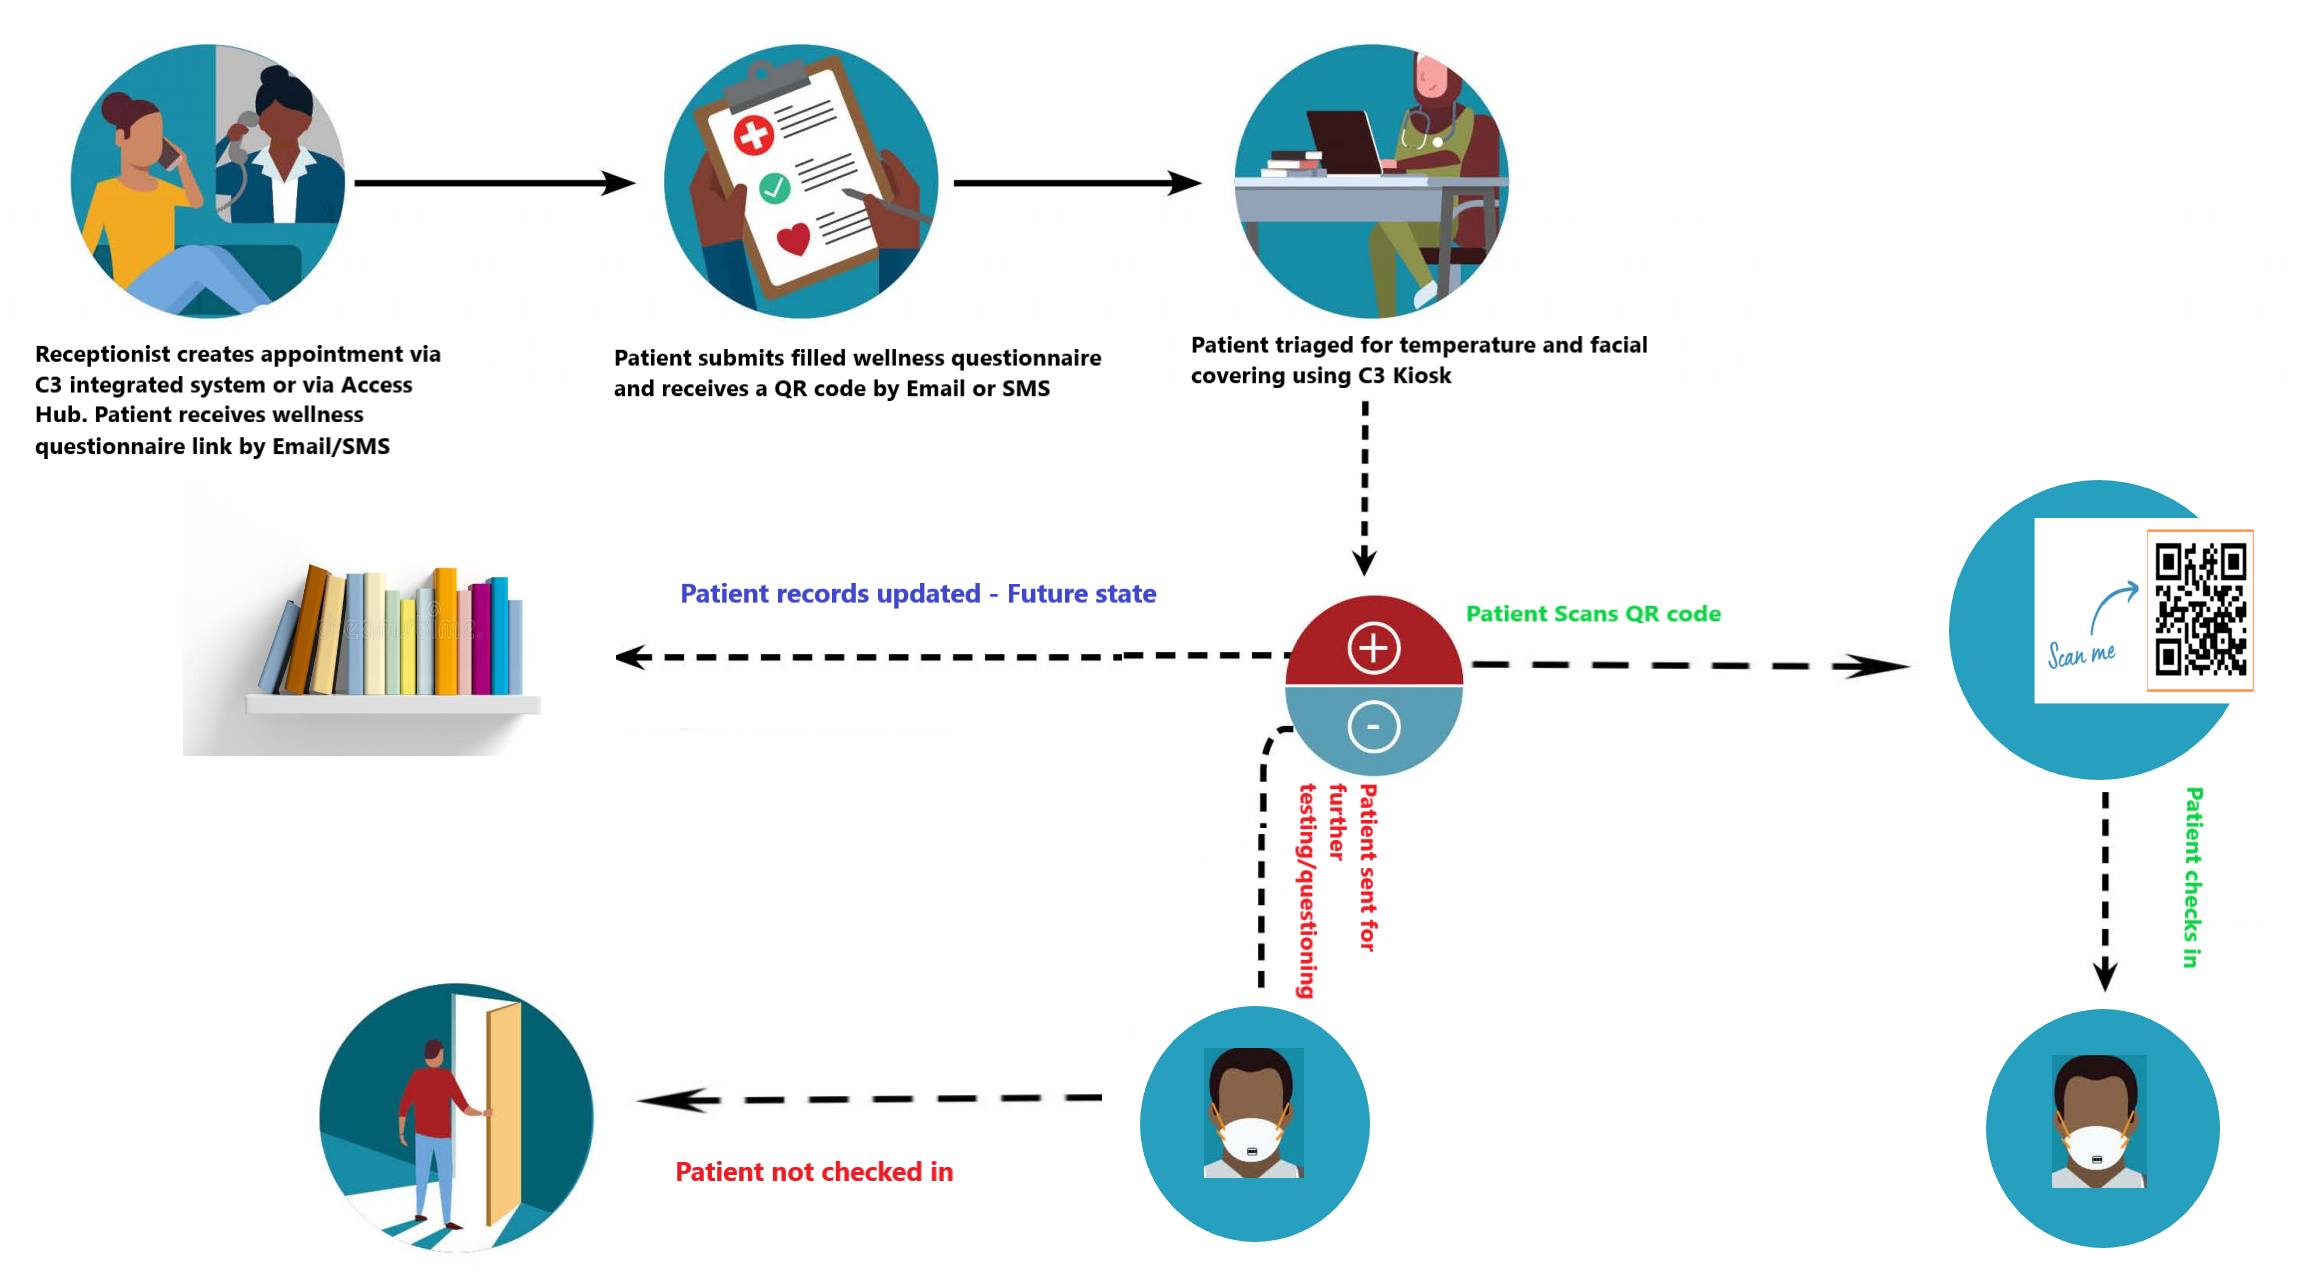 Receptionist creates appointment via
C3 integrated system or via Access
Hub. Patient receives wellness
questionnaire link by Email/SMS
Patient submits filled wellness questionnaire
and receives a QR code by Email or SMS
Patient triaged for temperature and facial
covering using C3 Kiosk
Patient records updated - Future state
+
-
Patient Scans QR code
Scan me
Patient sent for
further
testing/questioning
Patient checks in
Patient not checked in